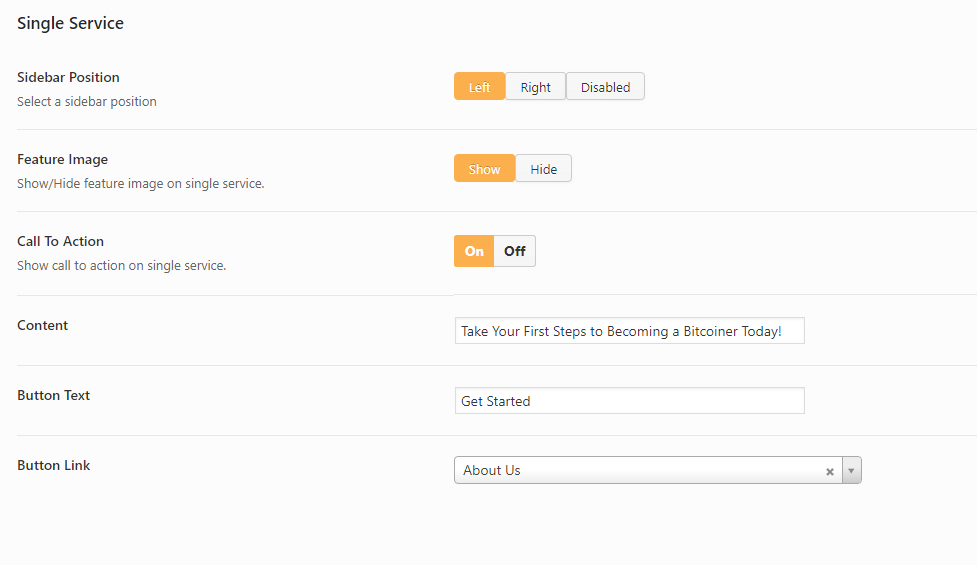 Single Service
Sidebar Position
Select a sidebar position
Left Right Disabled
Feature Image
Show/Hide feature image on single service.
Show Hide
Call To Action
Show call to action on single service.
On Off
Content
Take Your First Steps to Becoming a Bitcoiner Today!
Button Text
Get Started
Button Link
About Us